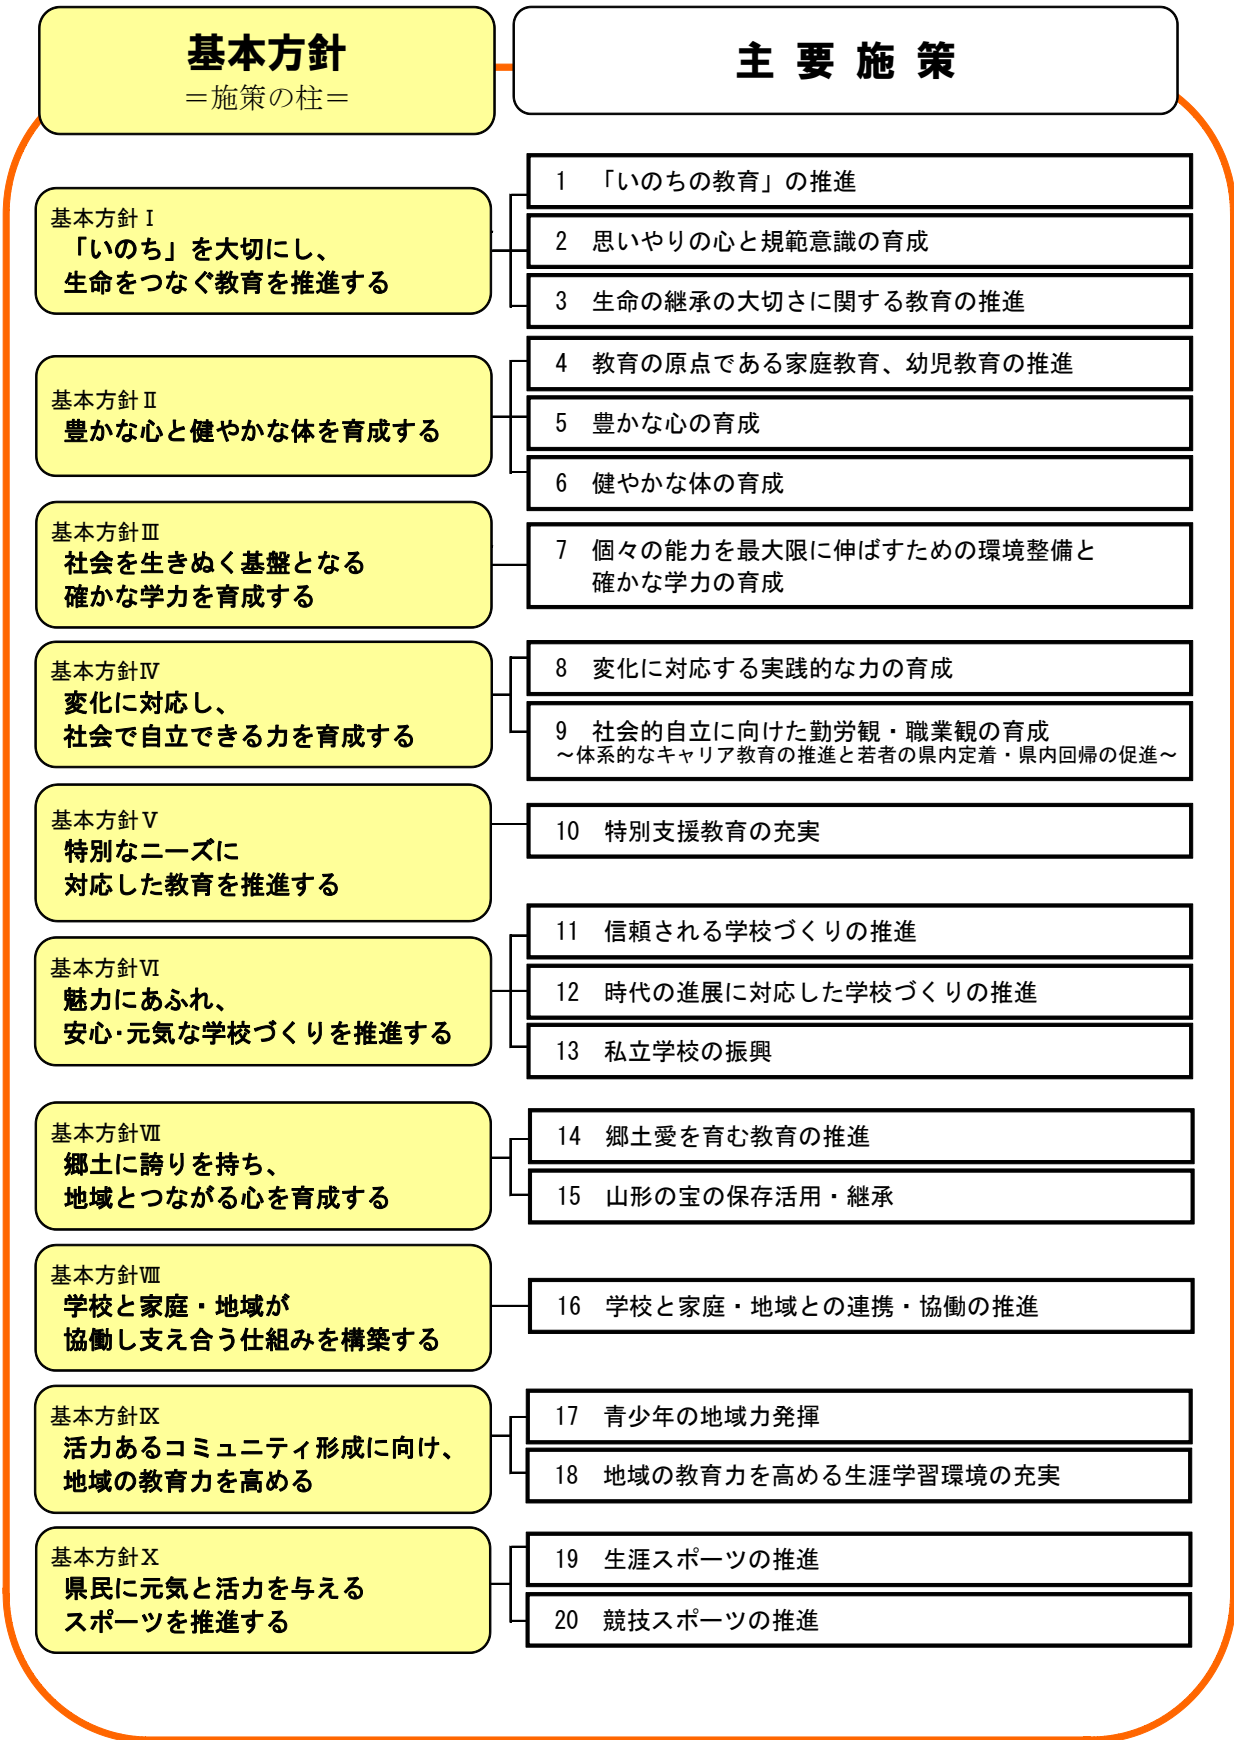 基本方針
＝施策の柱＝
主 要 施 策
基本方針Ⅰ
「いのち」を大切にし、
生命をつなぐ教育を推進する
1 「いのちの教育」の推進
2 思いやりの心と規範意識の育成
3 生命の継承の大切さに関する教育の推進
基本方針Ⅱ
豊かな心と健やかな体を育成する
4 教育の原点である家庭教育、幼児教育の推進
5 豊かな心の育成
6 健やかな体の育成
基本方針Ⅲ
社会を生きぬく基盤となる
確かな学力を育成する
7 個々の能力を最大限に伸ばすための環境整備と
確かな学力の育成
基本方針Ⅳ
変化に対応し、
社会で自立できる力を育成する
8 変化に対応する実践的な力の育成
9 社会的自立に向けた勤労観・職業観の育成
～体系的なキャリア教育の推進と若者の県内定着・県内回帰の促進～
基本方針Ⅴ
特別なニーズに
対応した教育を推進する
10 特別支援教育の充実
基本方針Ⅵ
魅力にあふれ、
安心・元気な学校づくりを推進する
11 信頼される学校づくりの推進
12 時代の進展に対応した学校づくりの推進
13 私立学校の振興
基本方針Ⅶ
郷土に誇りを持ち、
地域とつながる心を育成する
14 郷土愛を育む教育の推進
15 山形の宝の保存活用・継承
基本方針Ⅷ
学校と家庭・地域が
協働し支え合う仕組みを構築する
16 学校と家庭・地域との連携・協働の推進
基本方針Ⅸ
活力あるコミュニティ形成に向け、
地域の教育力を高める
17 青少年の地域力発揮
18 地域の教育力を高める生涯学習環境の充実
基本方針Ⅹ
県民に元気と活力を与える
スポーツを推進する
19 生涯スポーツの推進
20 競技スポーツの推進